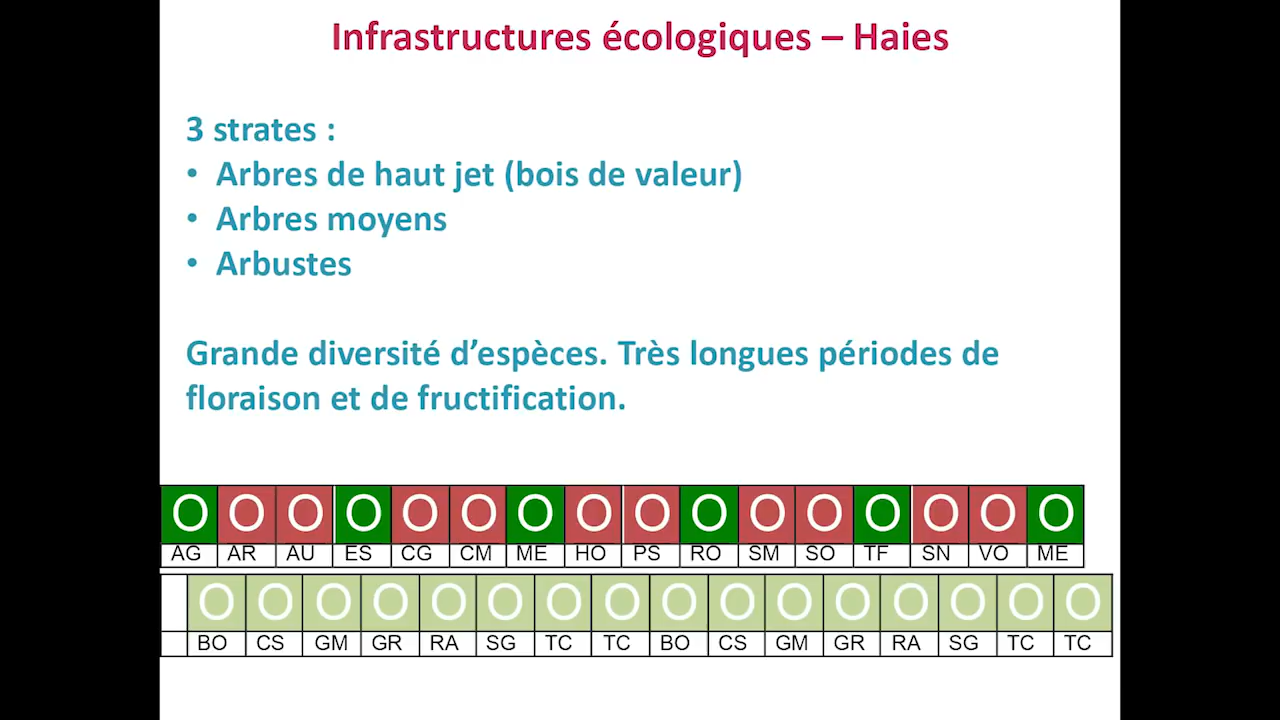 Infrastructures écologiques – Haies
3 strates :
• Arbres de haut jet (bois de valeur)
• Arbres moyens
• Arbustes
Grande diversité d’espèces. Très longues périodes de
floraison et de fructification.
O O O O O O O O O O O O O O O O
AG AR AU ES CG CM ME HO PS RO SM SO TF SN VO ME
O O O O O O O O O O O O O O O O
BO CS GM GR RA SG TC TC BO CS GM GR RA SG TC TC